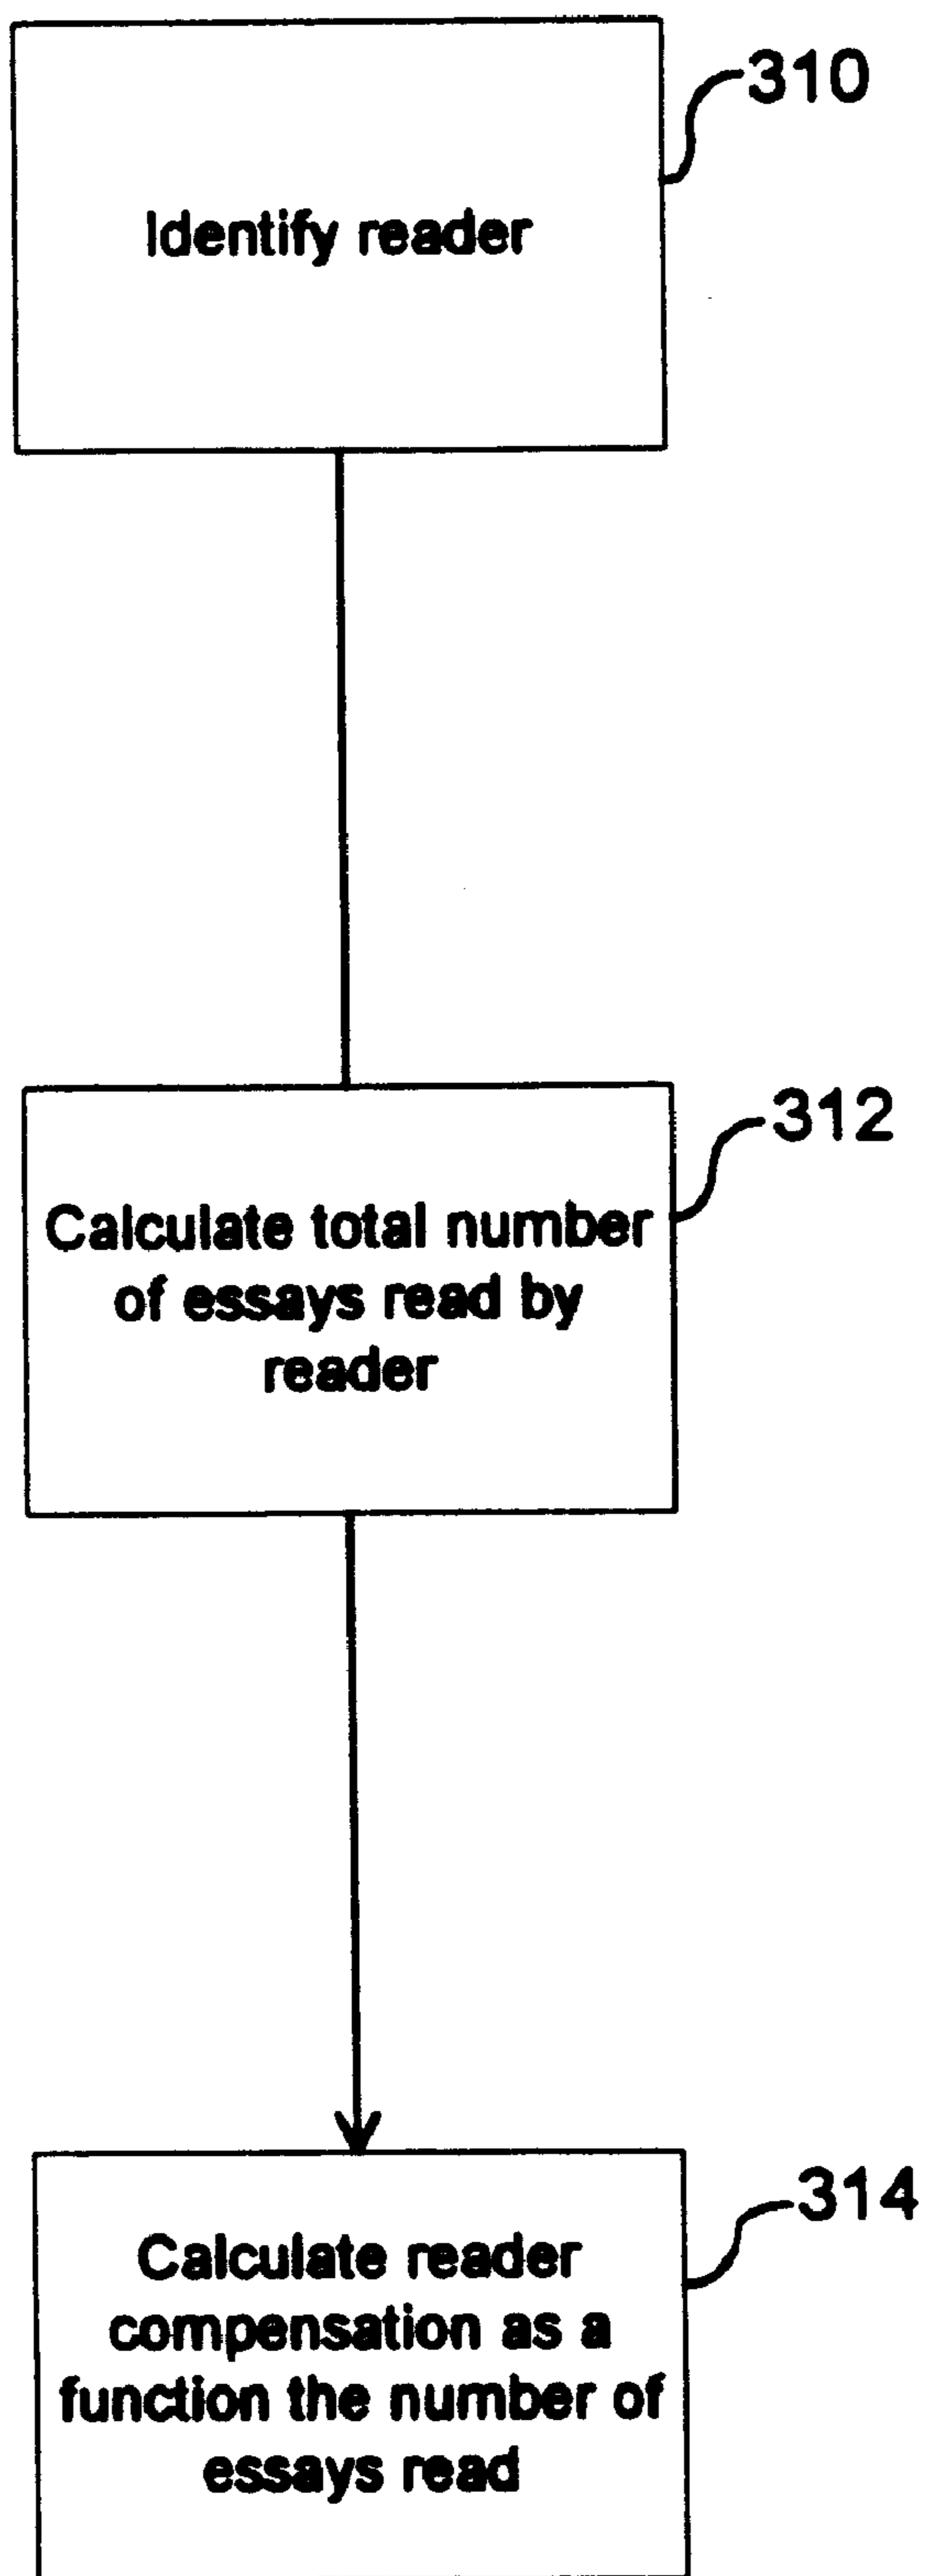 310
Identify reader
312
Calculate total number
of essays read by
reader
314
Calculate reader
compensation as a
function the number of
essays read